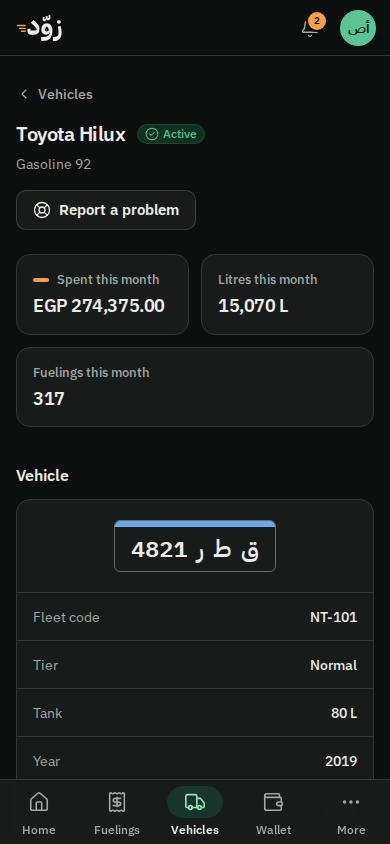 زوّد
2
أص
Vehicles
Toyota Hilux
Active
Gasoline 92
Report a problem
Spent this month
EGP 274,375.00
Litres this month
15,070 L
Fuelings this month
317
Vehicle
ق ط ر 4821
Fleet code NT-101
Tier Normal
Tank 80 L
Year 2019
Home Fuelings Vehicles Wallet More